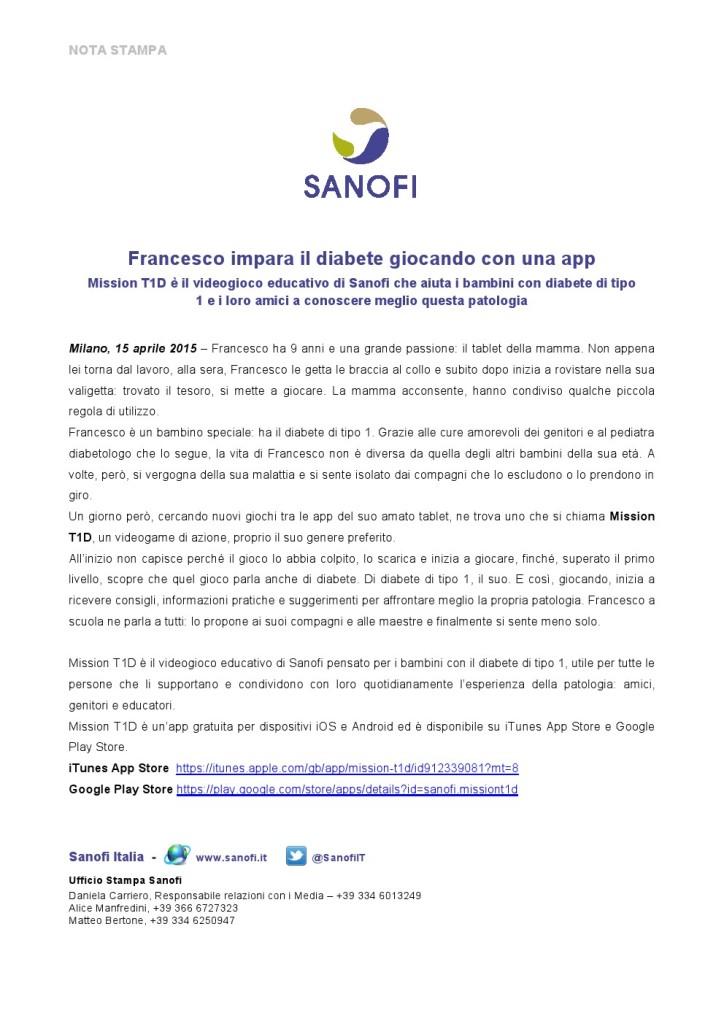 NOTA STAMPA
SANOFI
Francesco impara il diabete giocando con una app
Mission T1D è il videogioco educativo di Sanofi che aiuta i bambini con diabete di tipo
1 e i loro amici a conoscere meglio questa patologia
Milano, 15 aprile 2015 – Francesco ha 9 anni e una grande passione: il tablet della mamma. Non appena
lei torna dal lavoro, alla sera, Francesco le getta le braccia al collo e subito dopo inizia a rovistare nella sua
valigetta: trovato il tesoro, si mette a giocare. La mamma acconsente, hanno condiviso qualche piccola
regola di utilizzo.
Francesco è un bambino speciale: ha il diabete di tipo 1. Grazie alle cure amorevoli dei genitori e al pediatra
diabetologo che lo segue, la vita di Francesco non è diversa da quella degli altri bambini della sua età. A
volte, però, si vergogna della sua malattia e si sente isolato dai compagni che lo escludono o lo prendono in
giro.
Un giorno però, cercando nuovi giochi tra le app del suo amato tablet, ne trova uno che si chiama Mission
T1D, un videogame di azione, proprio il suo genere preferito.
All’inizio non capisce perché il gioco lo abbia colpito, lo scarica e inizia a giocare, finché, superato il primo
livello, scopre che quel gioco parla anche di diabete. Di diabete di tipo 1, il suo. E così, giocando, inizia a
ricevere consigli, informazioni pratiche e suggerimenti per affrontare meglio la propria patologia. Francesco a
scuola ne parla a tutti: lo propone ai suoi compagni e alle maestre e finalmente si sente meno solo.
Mission T1D è il videogioco educativo di Sanofi pensato per i bambini con il diabete di tipo 1, utile per tutte le
persone che li supportano e condividono con loro quotidianamente l’esperienza della patologia: amici,
genitori e educatori.
Mission T1D è un’app gratuita per dispositivi iOS e Android ed è disponibile su iTunes App Store e Google
Play Store.
iTunes App Store https://itunes.apple.com/gb/app/mission-t1d/id912339081?mt=8
Google Play Store https://play.google.com/store/apps/details?id=sanofi.missiont1d
Sanofi Italia - www.sanofi.it @SanofiIT
Ufficio Stampa Sanofi
Daniela Carriero, Responsabile relazioni con i Media – +39 334 6013249
Alice Manfredini, +39 366 6727323
Matteo Bertone, +39 334 6250947